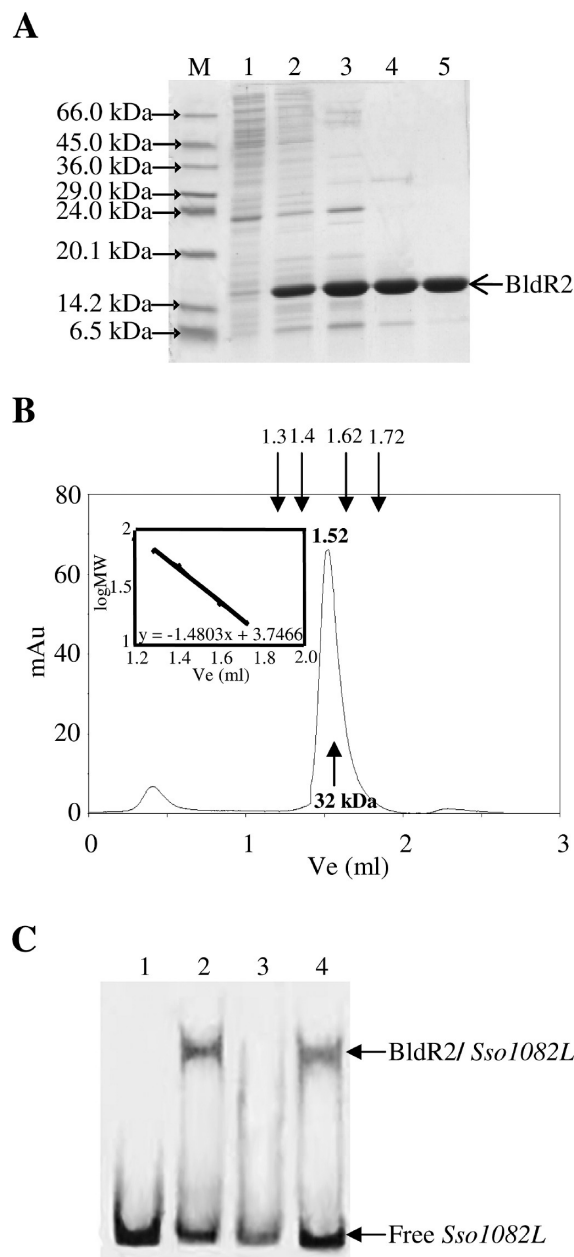 A
M 1 2 3 4 5
66.0 kDa
45.0 kDa
36.0 kDa
29.0 kDa
24.0 kDa
20.1 kDa
14.2 kDa
6.5 kDa
BldR2
B
1.3 1.4 1.62 1.72
80
60
40
20
0
mAu
1.52
2
1.5
1
logMW
y = -1.4803x + 3.7466
1.2 1.4 1.6 1.8 2.0
Ve (ml)
32 kDa
0 1 2 3
Ve (ml)
C
1 2 3 4
BldR2/ Sso1082L
Free Sso1082L